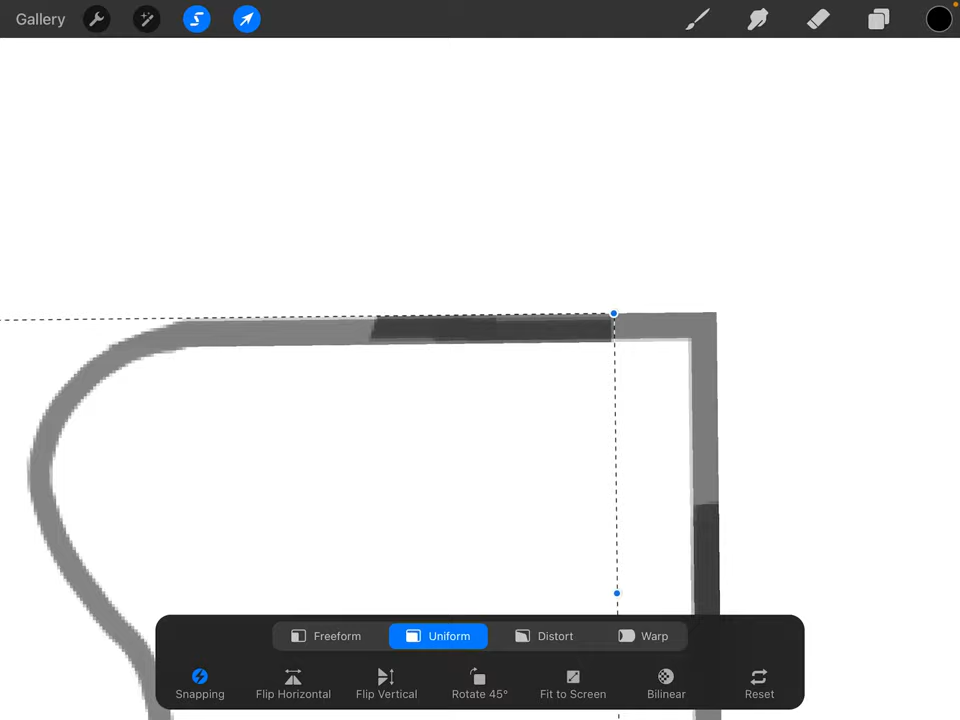 Gallery
Freeform Uniform Distort Warp
Snapping Flip Horizontal Flip Vertical Rotate 45° Fit to Screen Bilinear Reset